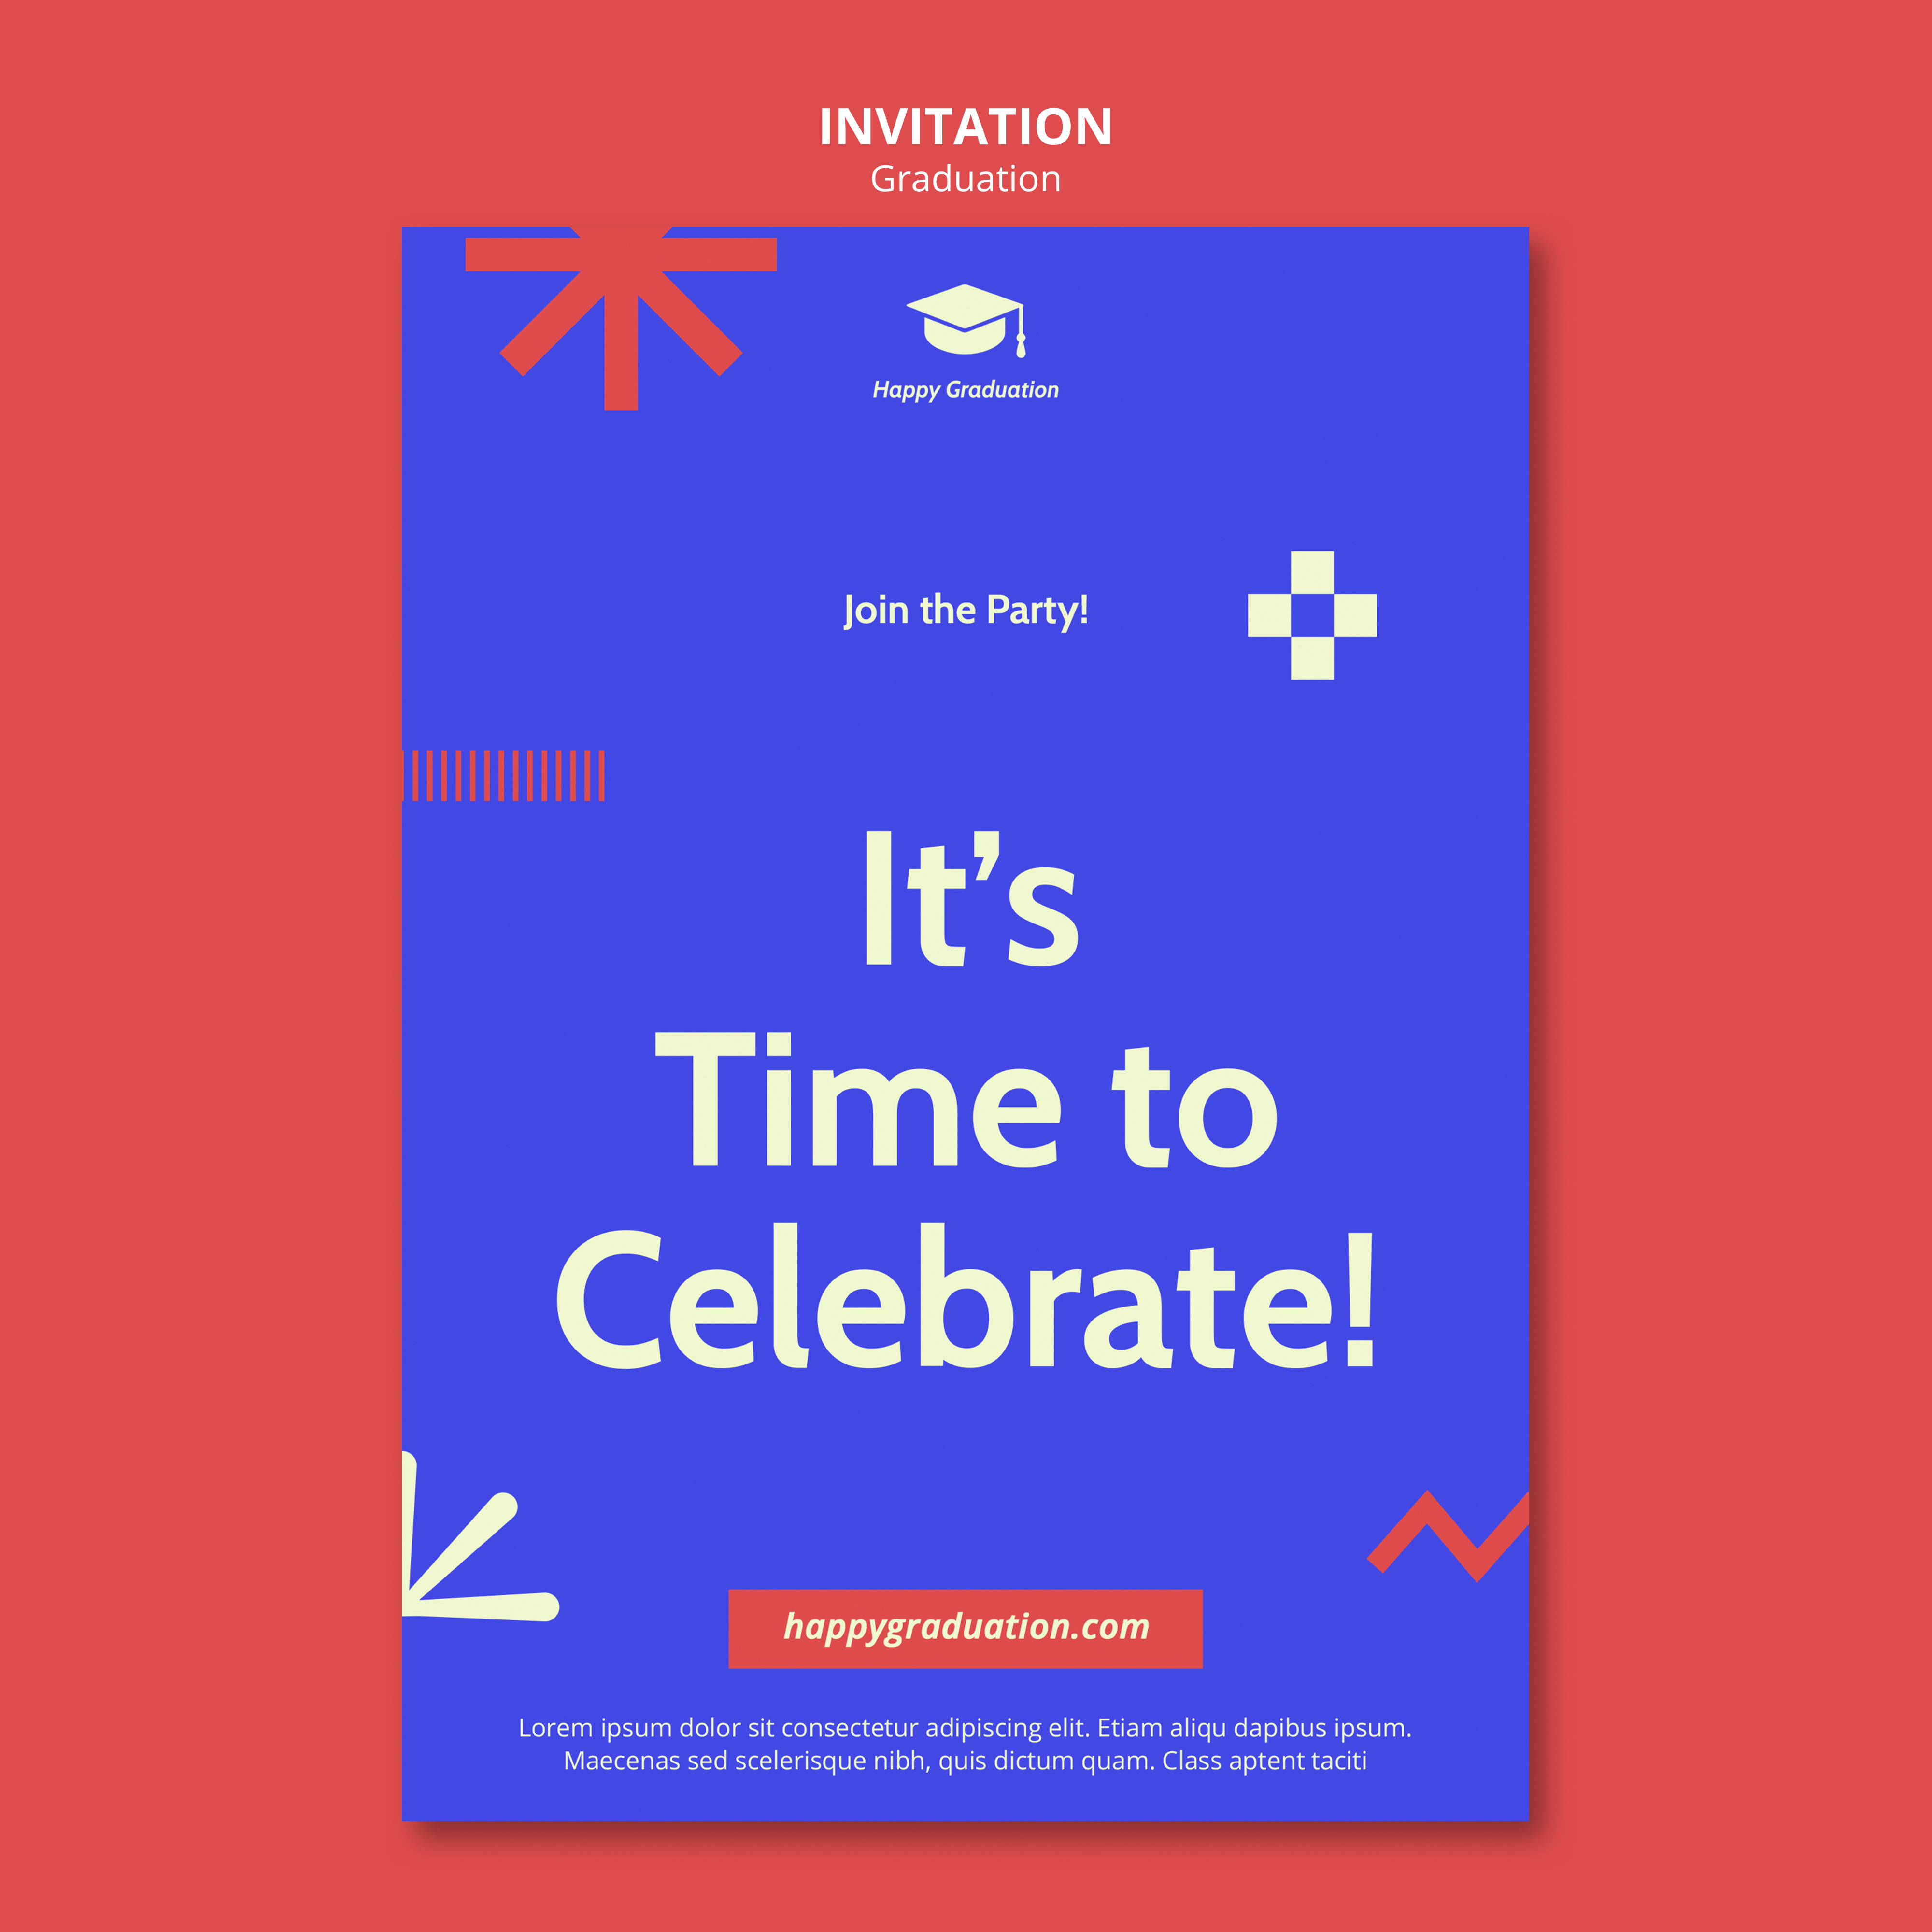 INVITATION
Graduation
Happy Graduation
Join the Party!
It’s
Time to
Celebrate!
happygraduation.com
Lorem ipsum dolor sit consectetur adipiscing elit. Etiam aliqu dapibus ipsum.
Maecenas sed scelerisque nibh, quis dictum quam. Class aptent taciti